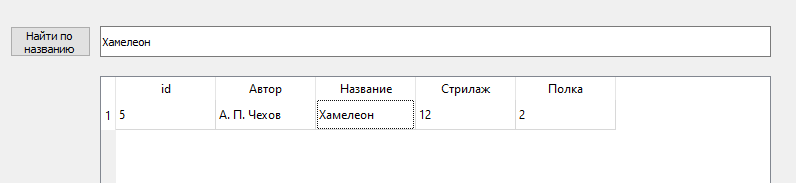 Найти по
названию
Хамелеон
id Автор Название Стрилаж Полка
1 5 А. П. Чехов Хамелеон 12 2